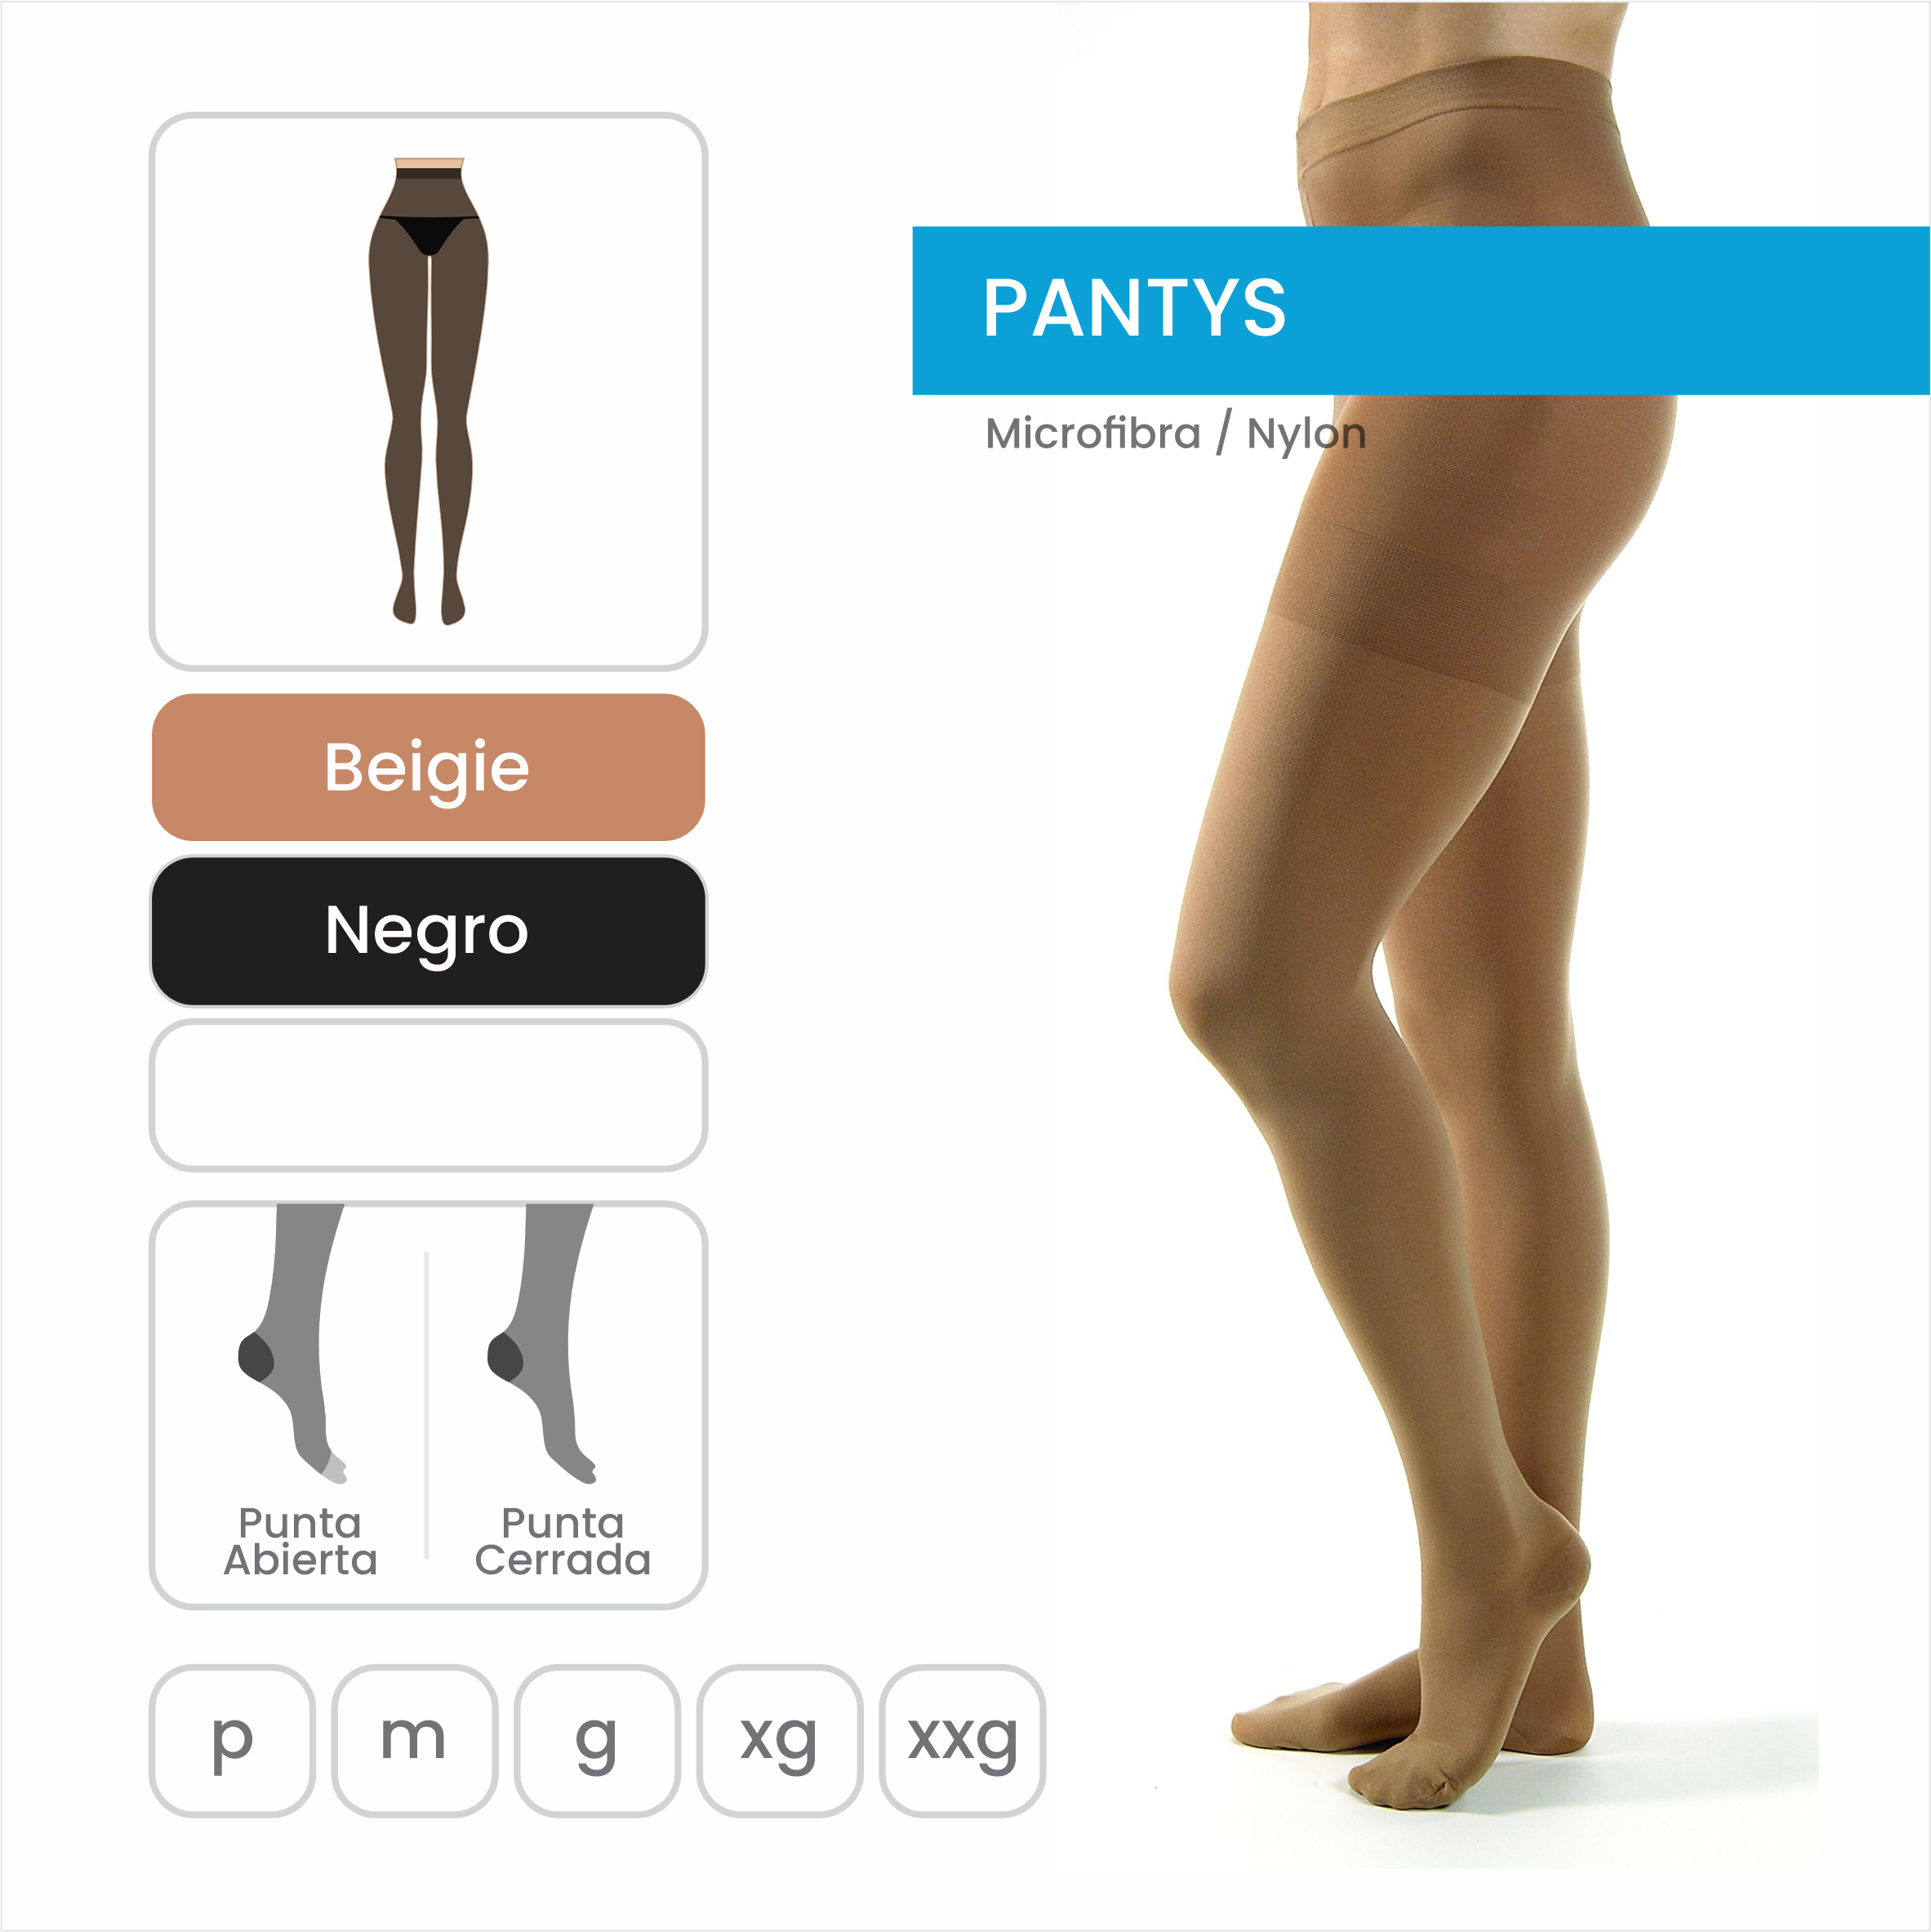 PANTYS
Microfibra / Nylon
Beigie
Negro
Punta
Abierta
Punta
Cerrada
p
m
g
xg
xxg